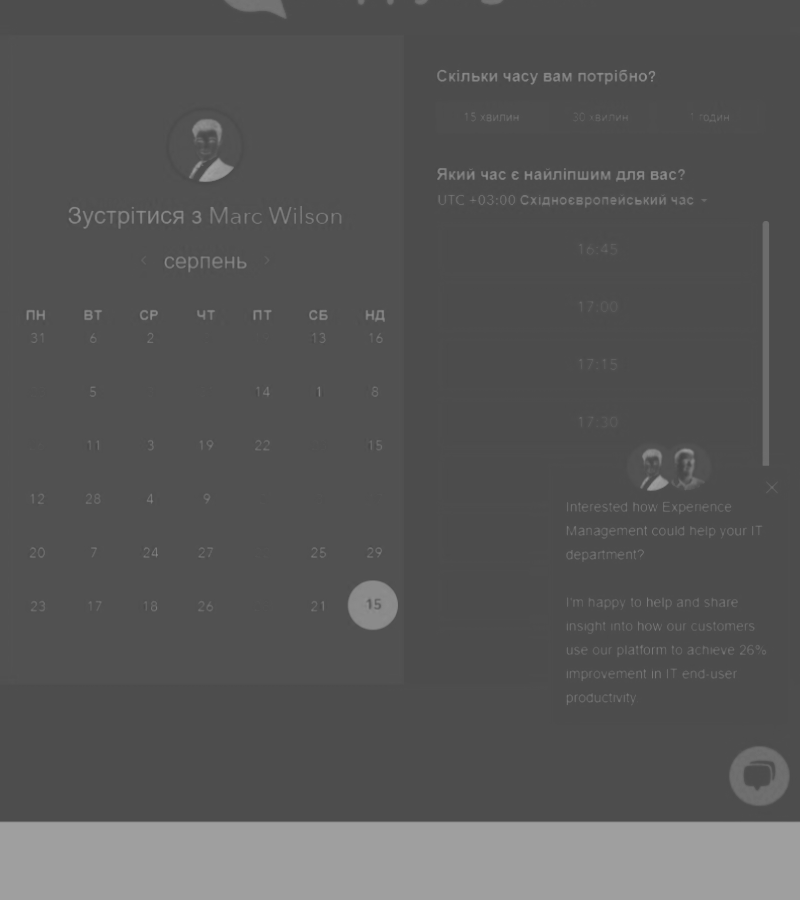 Зустрітися з Marc Wilson
серпень
ПН ВТ СР ЧТ ПТ СБ НД
31 6 2 13 16
5 14 1 8
11 3 19 22 15
12 28 4 9
20 7 24 27 25 29
23 17 18 26 21 15
Скільки часу вам потрібно?
15 хвилин 30 хвилин 1 годин
Який час є найліпшим для вас?
UTC +03:00 Східноєвропейський час
16:45
17:00
17:15
17:30
Interested how Experience
Management could help your IT
department?
I'm happy to help and share
insight into how our customers
use our platform to achieve 26%
improvement in IT end-user
productivity